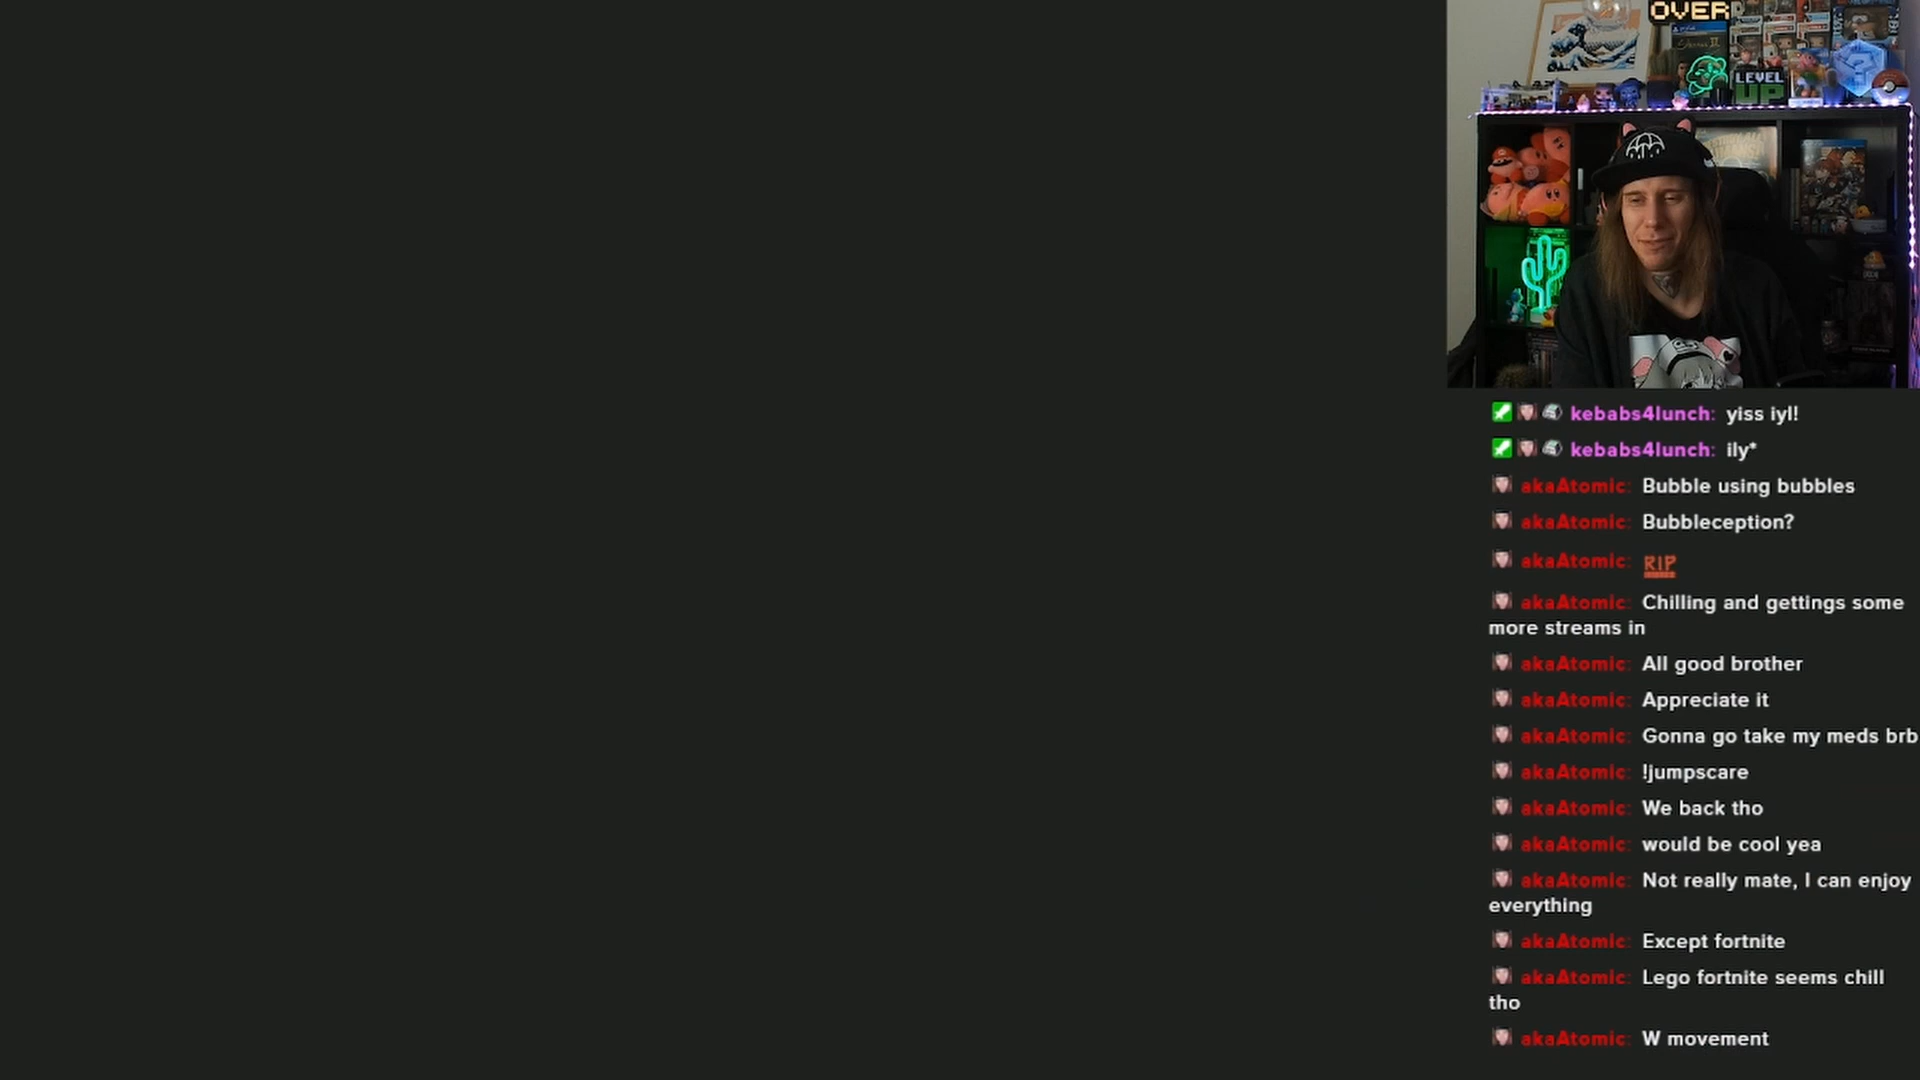 OVER
LEVEL
UP
kebabs4lunch: yiss iyl!
kebabs4lunch: ily*
akaAtomic: Bubble using bubbles
akaAtomic: Bubbleception?
akaAtomic: RIP
akaAtomic: Chilling and gettings some
more streams in
akaAtomic: All good brother
akaAtomic: Appreciate it
akaAtomic: Gonna go take my meds brb
akaAtomic: !jumpscare
akaAtomic: We back tho
akaAtomic: would be cool yea
akaAtomic: Not really mate, I can enjoy
everything
akaAtomic: Except fortnite
akaAtomic: Lego fortnite seems chill
tho
akaAtomic: W movement